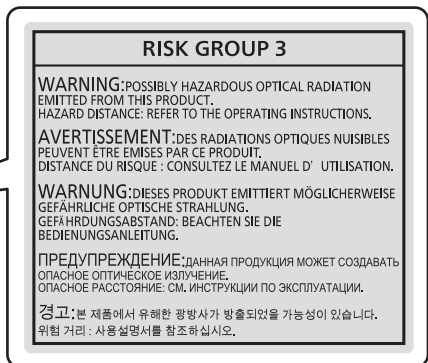 RISK GROUP 3
WARNING:POSSIBLY HAZARDOUS OPTICAL RADIATION
EMITTED FROM THIS PRODUCT.
HAZARD DISTANCE: REFER TO THE OPERATING INSTRUCTIONS.
AVERTISSEMENT:DES RADIATIONS OPTIQUES NUISIBLES
PEUVENT ÊTRE EMISES PAR CE PRODUIT.
DISTANCE DU RISQUE : CONSULTEZ LE MANUEL D' UTILISATION.
WARNUNG:DIESES PRODUKT EMITTIERT MÖGLICHERWEISE
GEFÄHRLICHE OPTISCHE STRAHLUNG.
GEFÄHRDUNGSABSTAND: BEACHTEN SIE DIE
BEDIENUNGSANLEITUNG.
ПРЕДУПРЕЖДЕНИЕ:ДАННАЯ ПРОДУКЦИЯ МОЖЕТ СОЗДАВАТЬ
ОПАСНОЕ ОПТИЧЕСКОЕ ИЗЛУЧЕНИЕ.
ОПАСНОЕ РАССТОЯНИЕ: СМ. ИНСТРУКЦИИ ПО ЭКСПЛУАТАЦИИ.
경고:본 제품에서 유해한 광방사가 방출되었을 가능성이 있습니다.
위험 거리 : 사용설명서를 참조하십시오.